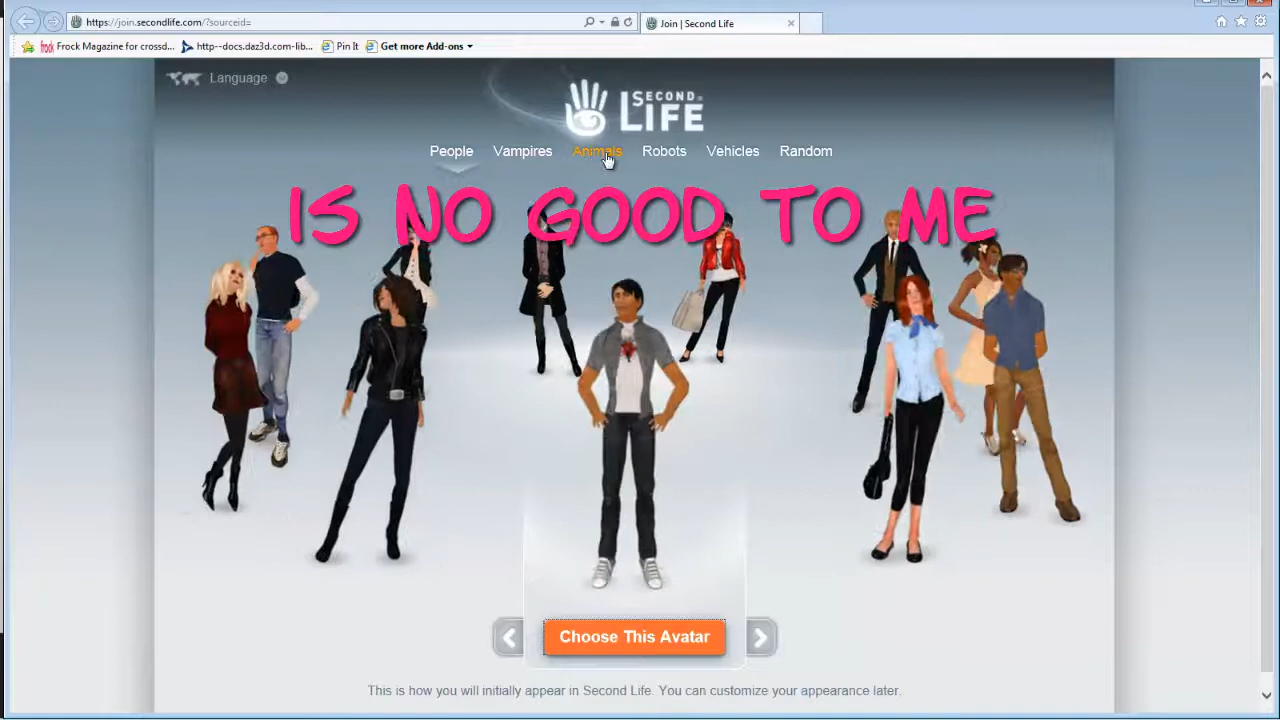 https://join.secondlife.com/?sourceid=
Join | Second Life
Frock Magazine for crossd...
http--docs.daz3d.com-lib...
Pin It
Get more Add-ons
Language
SECOND LIFE
People Vampires Animals Robots Vehicles Random
IS NO GOOD TO ME
Choose This Avatar
This is how you will initially appear in Second Life. You can customize your appearance later.